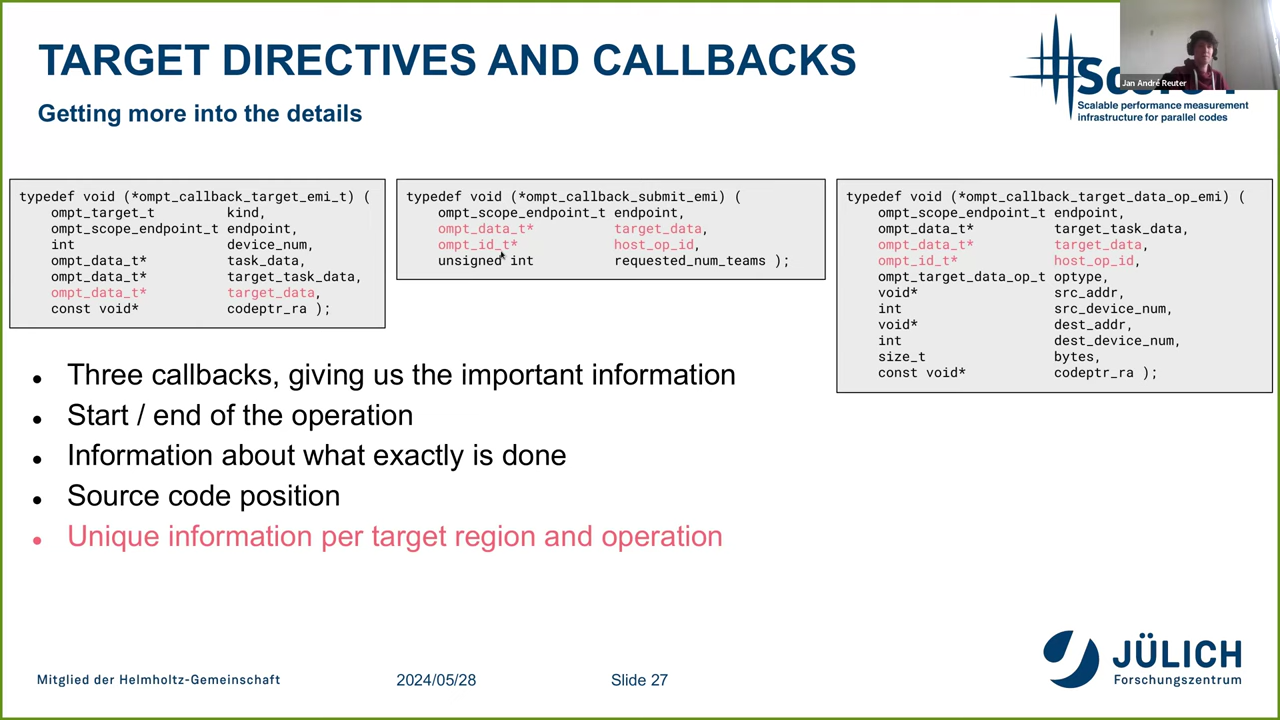 TARGET DIRECTIVES AND CALLBACKS
Getting more into the details
Jan André Reuter
Scalable performance measurement
infrastructure for parallel codes
typedef void (*ompt_callback_target_emi_t) (
ompt_target_t kind,
ompt_scope_endpoint_t endpoint,
int device_num,
ompt_data_t* task_data,
ompt_data_t* target_task_data,
ompt_data_t* target_data,
const void* codeptr_ra );
typedef void (*ompt_callback_submit_emi) (
ompt_scope_endpoint_t endpoint,
ompt_data_t* target_data,
ompt_id_t* host_op_id,
unsigned int requested_num_teams );
typedef void (*ompt_callback_target_data_op_emi) (
ompt_scope_endpoint_t endpoint,
ompt_data_t* target_task_data,
ompt_data_t* target_data,
ompt_id_t* host_op_id,
ompt_target_data_op_t optype,
void* src_addr,
int src_device_num,
void* dest_addr,
int dest_device_num,
size_t bytes,
const void* codeptr_ra );
• Three callbacks, giving us the important information
• Start / end of the operation
• Information about what exactly is done
• Source code position
• Unique information per target region and operation
Mitglied der Helmholtz-Gemeinschaft
2024/05/28
Slide 27
JÜLICH
Forschungszentrum